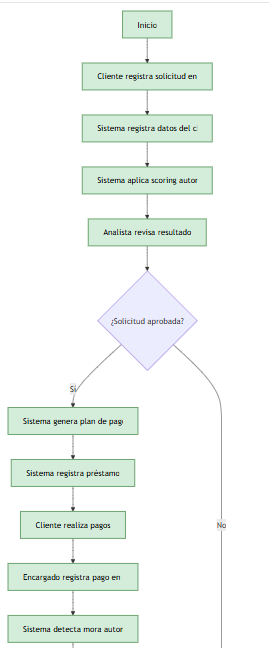 Inicio
Cliente registra solicitud en
Sistema registra datos del
Sistema aplica scoring autor
Analista revisa resultado
¿Solicitud aprobada?
Sí
Sistema genera plan de pag
Sistema registra préstamo
Cliente realiza pagos
No
Encargado registra pago en
Sistema detecta mora autor